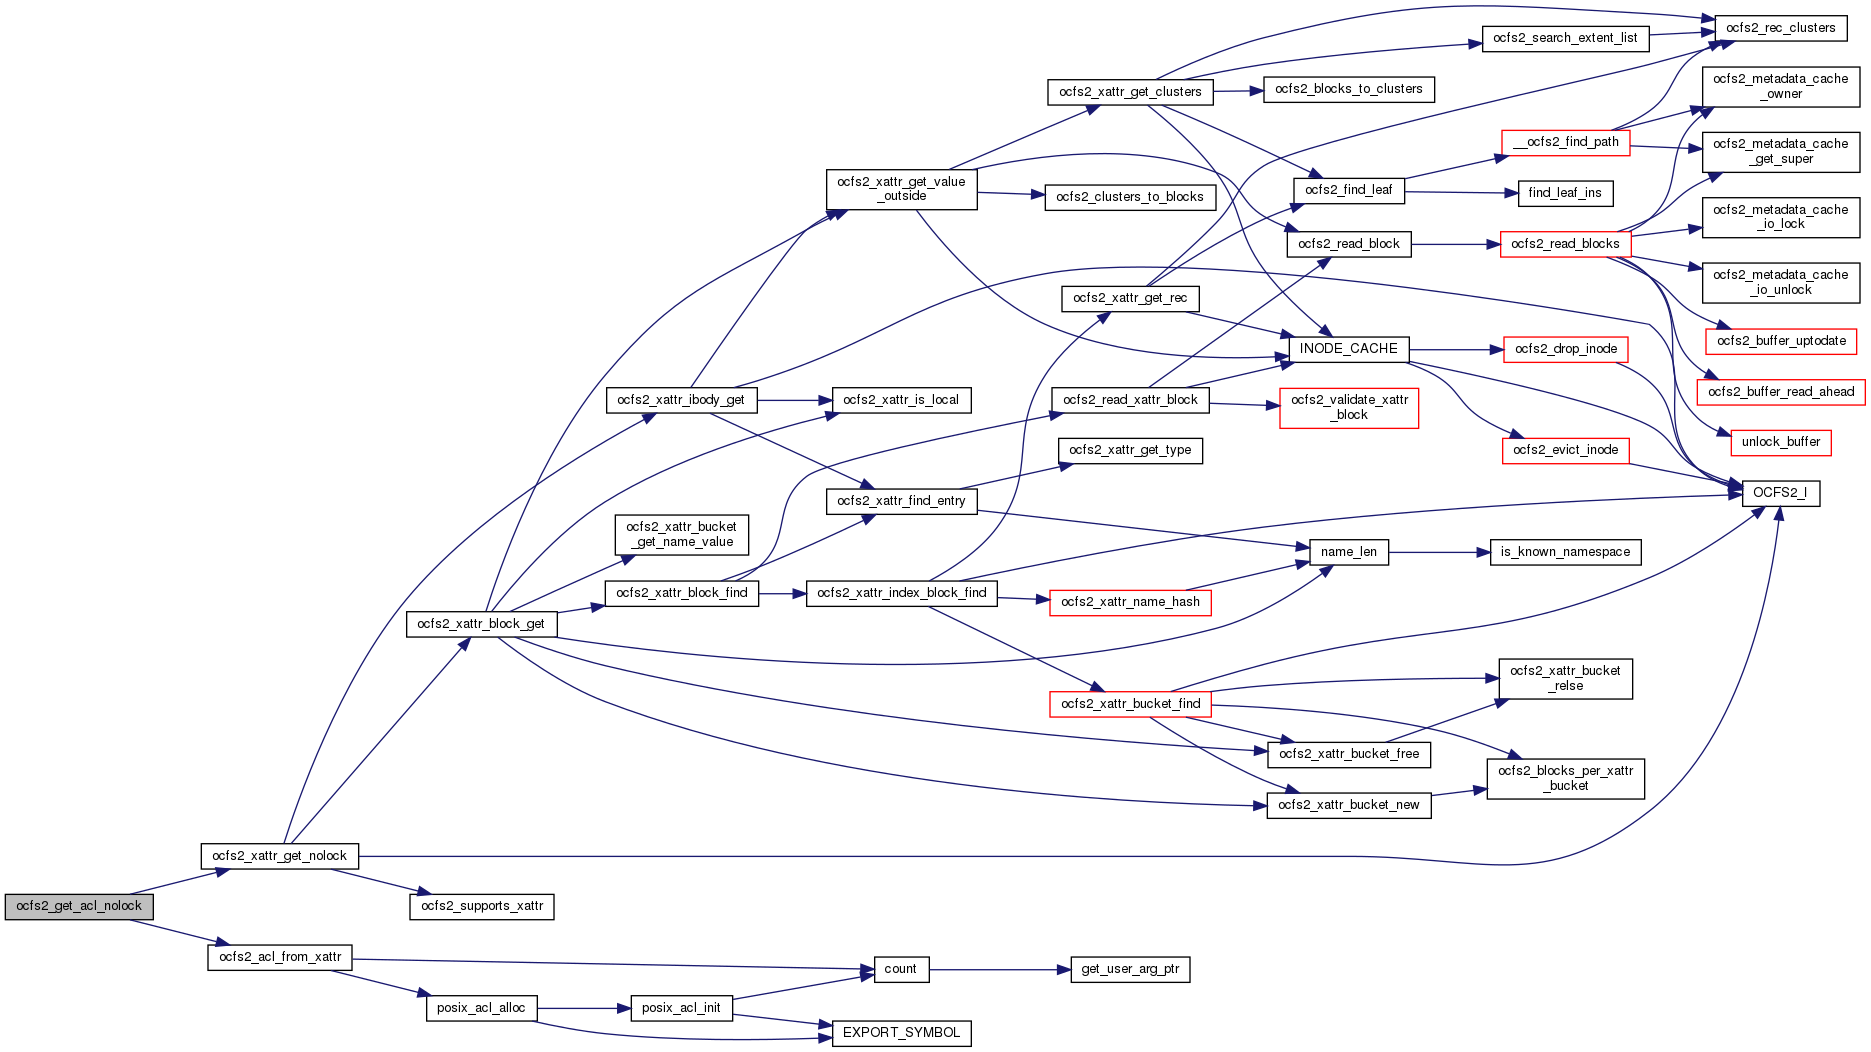 ocfs2_get_acl_nolock
ocfs2_xattr_get_nolock
ocfs2_acl_from_xattr
ocfs2_xattr_block_get
ocfs2_supports_xattr
posix_acl_alloc
ocfs2_xattr_ibody_get
ocfs2_xattr_bucket
_get_name_value
ocfs2_xattr_block_find
posix_acl_init
ocfs2_xattr_get_value
_outside
ocfs2_xattr_is_local
ocfs2_xattr_find_entry
ocfs2_xattr_index_block_find
count
EXPORT_SYMBOL
ocfs2_xattr_get_clusters
ocfs2_clusters_to_blocks
ocfs2_xattr_get_rec
ocfs2_read_xattr_block
ocfs2_xattr_get_type
ocfs2_xattr_name_hash
ocfs2_xattr_bucket_find
get_user_arg_ptr
ocfs2_blocks_to_clusters
ocfs2_find_leaf
ocfs2_read_block
INODE_CACHE
ocfs2_validate_xattr
_block
name_len
ocfs2_xattr_bucket_free
ocfs2_xattr_bucket_new
ocfs2_search_extent_list
__ocfs2_find_path
find_leaf_ins
ocfs2_read_blocks
ocfs2_drop_inode
ocfs2_evict_inode
is_known_namespace
ocfs2_xattr_bucket
_relse
ocfs2_blocks_per_xattr
_bucket
ocfs2_rec_clusters
ocfs2_metadata_cache
_owner
ocfs2_metadata_cache
_get_super
ocfs2_metadata_cache
_io_lock
ocfs2_metadata_cache
_io_unlock
ocfs2_buffer_uptodate
ocfs2_buffer_read_ahead
unlock_buffer
OCFS2_I